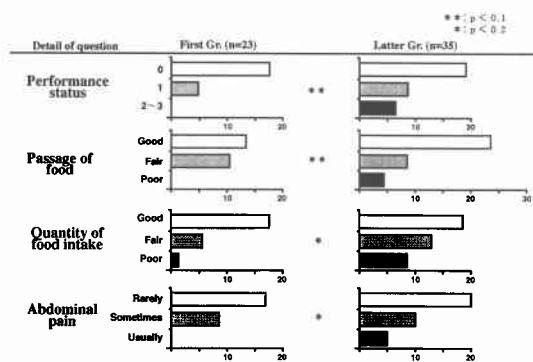 **: p < 0.1
*: p < 0.2
Detail of question First Gr. (n=23) Latter Gr. (n=35)
Performance status
0
1
2~3
**
10 20
10 20
Passage of food
Good
Fair
Poor
**
10 20
10 20 30
Quantity of food intake
Good
Fair
Poor
*
10 20
10 20
Abdominal pain
Rarely
Sometimes
Usually
*
10 20
10 20